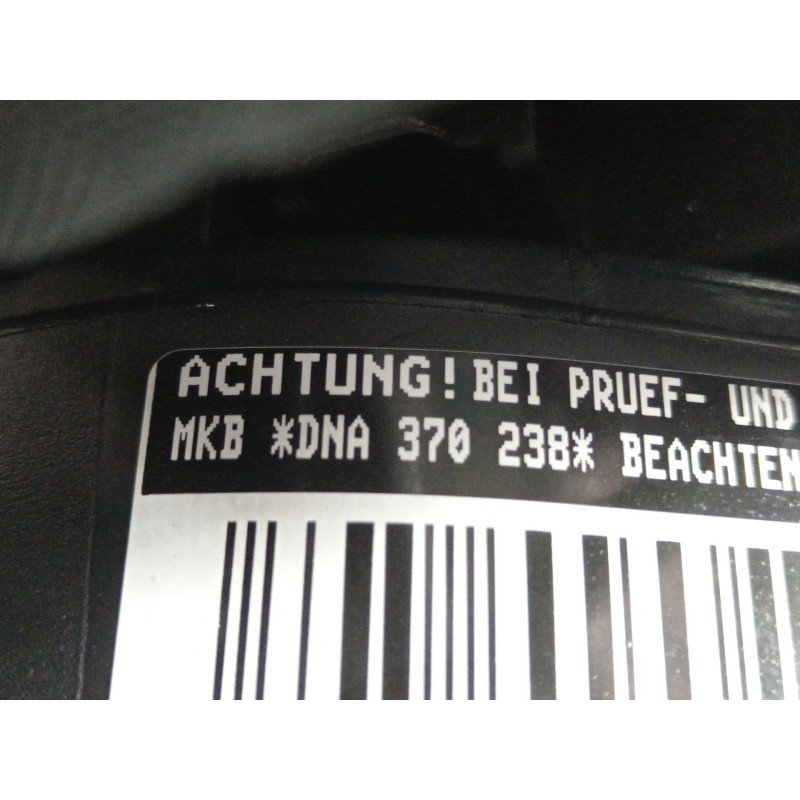 ACHTUNG! BEI PRUEF- UND
MKB *DNA 370 238* BEACHTEN